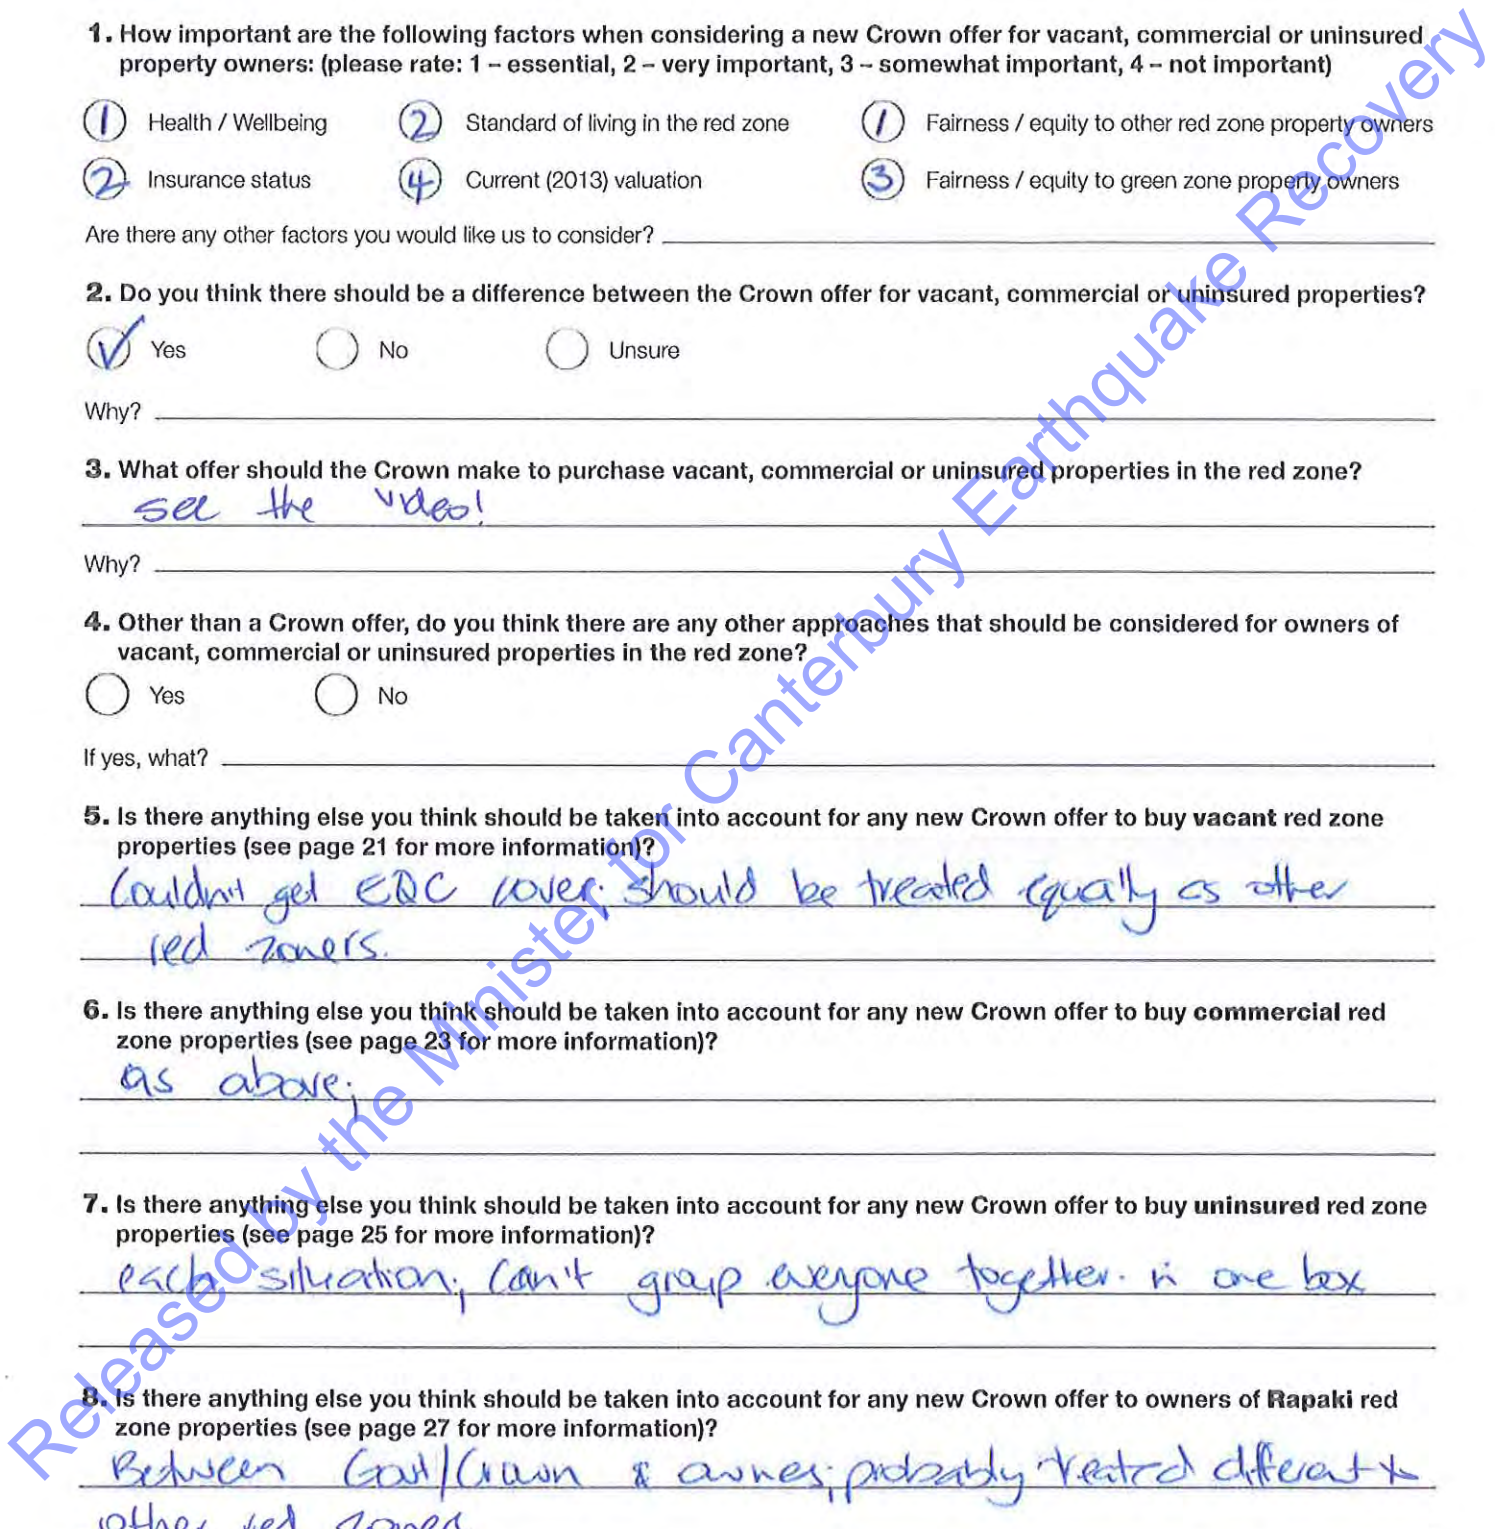 1. How important are the following factors when considering a new Crown offer for vacant, commercial or uninsured
property owners: (please rate: 1 – essential, 2 – very important, 3 – somewhat important, 4 – not important)
1 Health / Wellbeing 2 Standard of living in the red zone 1 Fairness / equity to other red zone property owners
2 Insurance status 4 Current (2013) valuation 3 Fairness / equity to green zone property owners
Are there any other factors you would like us to consider?
2. Do you think there should be a difference between the Crown offer for vacant, commercial or uninsured properties?
✓ Yes No Unsure
Why?
3. What offer should the Crown make to purchase vacant, commercial or uninsured properties in the red zone?
see the video!
Why?
4. Other than a Crown offer, do you think there are any other approaches that should be considered for owners of
vacant, commercial or uninsured properties in the red zone?
Yes No
If yes, what?
5. Is there anything else you think should be taken into account for any new Crown offer to buy vacant red zone
properties (see page 21 for more information)?
Couldn't get EQC cover; should be treated equally as other
red zoners.
6. Is there anything else you think should be taken into account for any new Crown offer to buy commercial red
zone properties (see page 23 for more information)?
as above;
7. Is there anything else you think should be taken into account for any new Crown offer to buy uninsured red zone
properties (see page 25 for more information)?
each situation; can't group everyone together. in one box
8. Is there anything else you think should be taken into account for any new Crown offer to owners of Rapaki red
zone properties (see page 27 for more information)?
Between Govt/Crown & owner; probably treated different to
other red zoners
Released by the Minister for Canterbury Earthquake Recovery